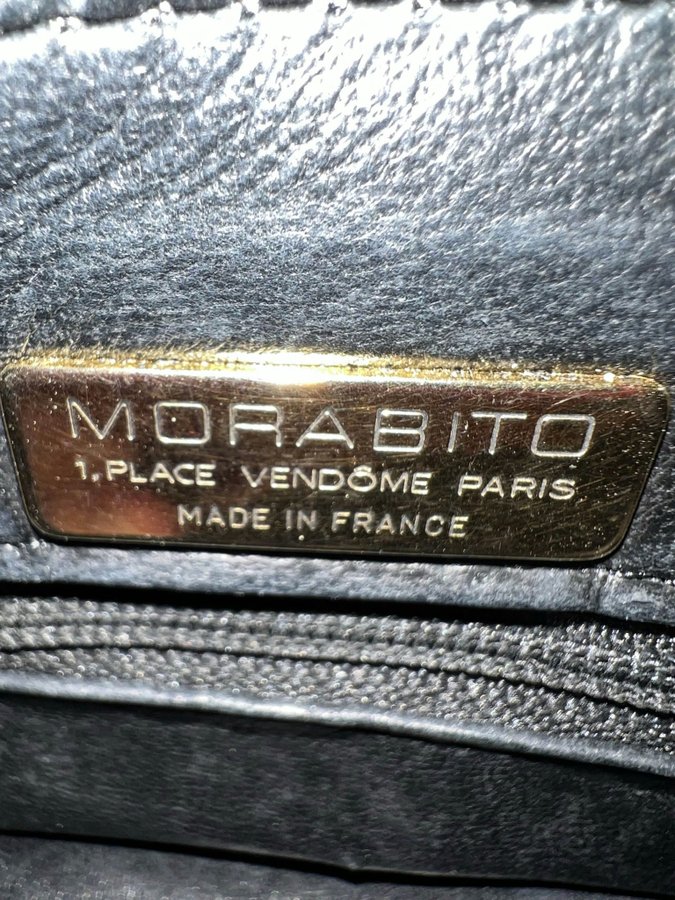 MORABITO
1, PLACE VENDÔME PARIS
MADE IN FRANCE